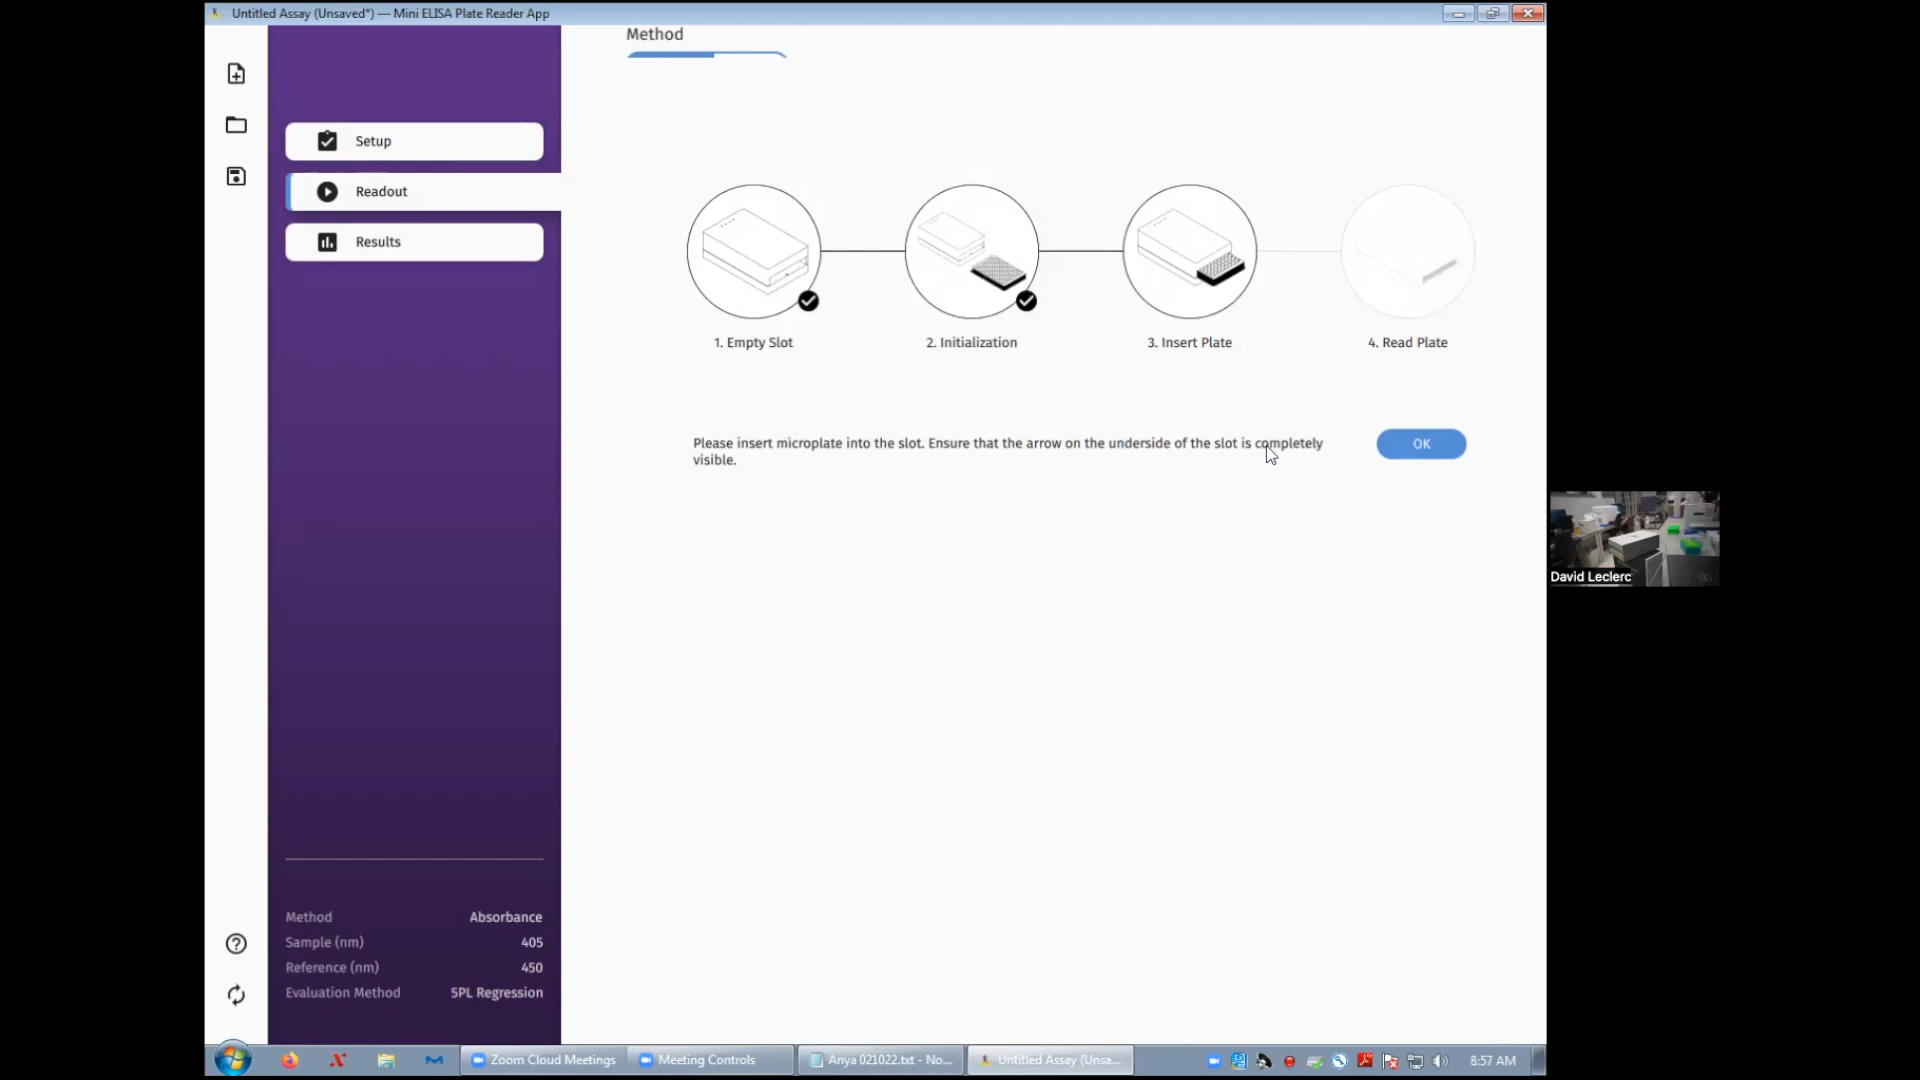 Untitled Assay (Unsaved*) — Mini ELISA Plate Reader App
Method
Setup
Readout
Results
1. Empty Slot
2. Initialization
3. Insert Plate
4. Read Plate
Please insert microplate into the slot. Ensure that the arrow on the underside of the slot is completely
visible.
OK
David Leclerc
Method Absorbance
Sample (nm) 405
Reference (nm) 450
Evaluation Method 5PL Regression
Zoom Cloud Meetings
Meeting Controls
Anya 021022.txt - No...
Untitled Assay (Unsa...
8:57 AM